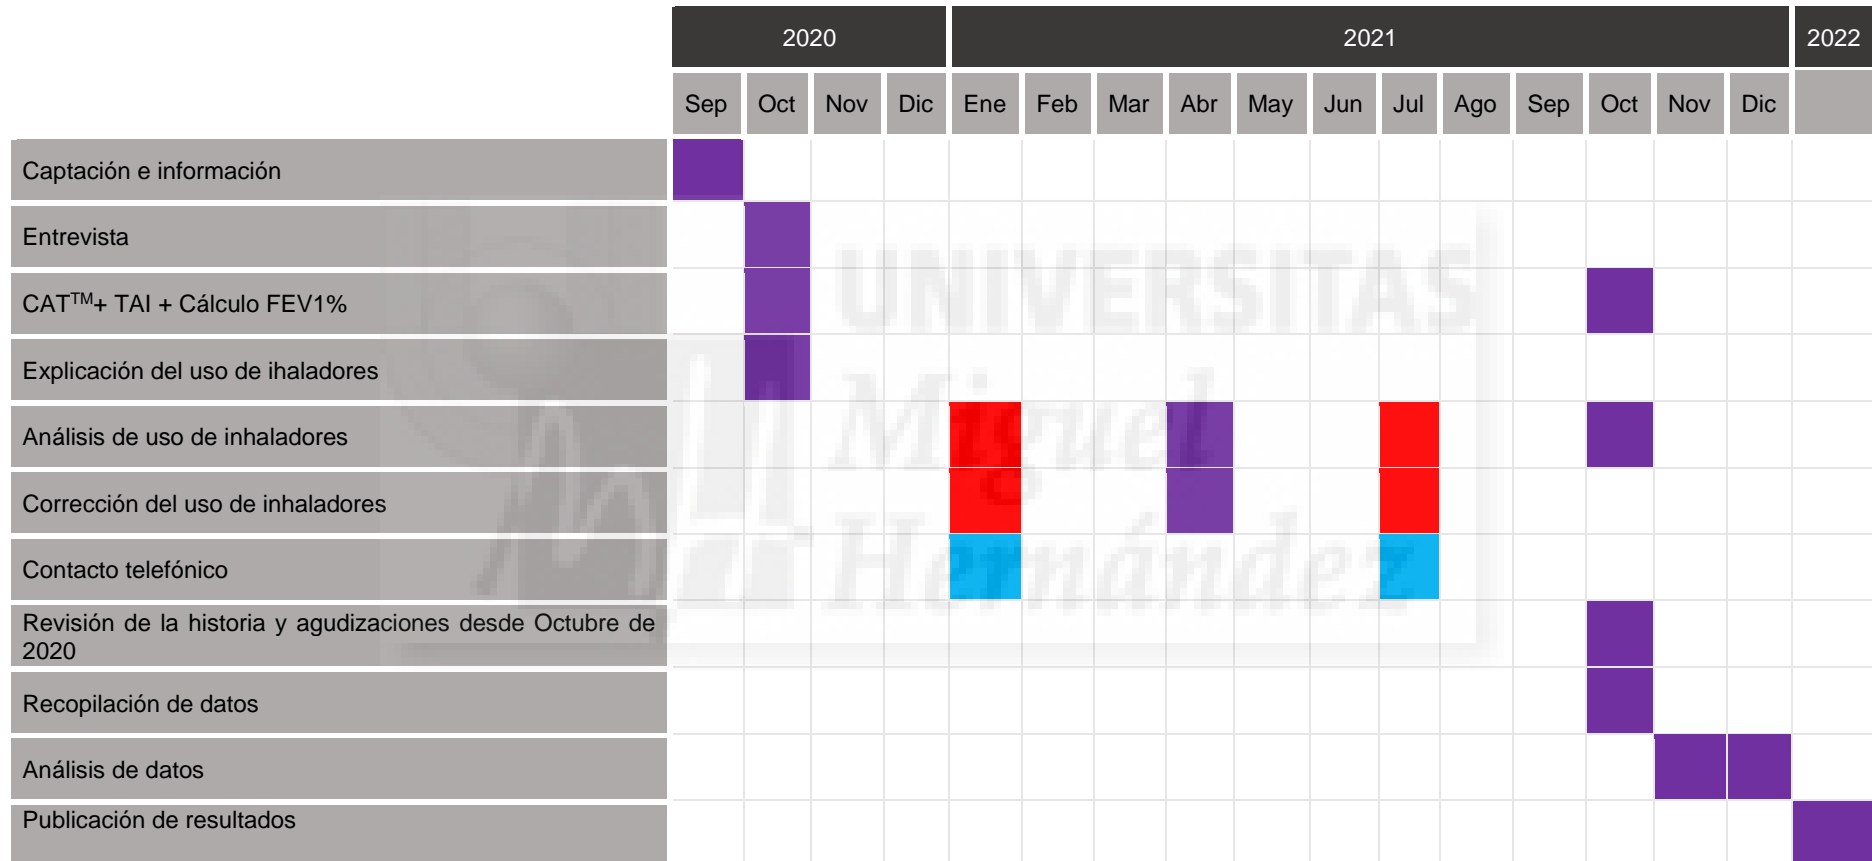 2020 2021 2022
Sep Oct Nov Dic Ene Feb Mar Abr May Jun Jul Ago Sep Oct Nov Dic
Captación e información
Entrevista
CAT™+ TAI + Cálculo FEV1%
Explicación del uso de ihaladores
Análisis de uso de inhaladores
Corrección del uso de inhaladores
Contacto telefónico
Revisión de la historia y agudizaciones desde Octubre de
2020
Recopilación de datos
Análisis de datos
Publicación de resultados
UNIVERSITAS
Miguel
Hernández